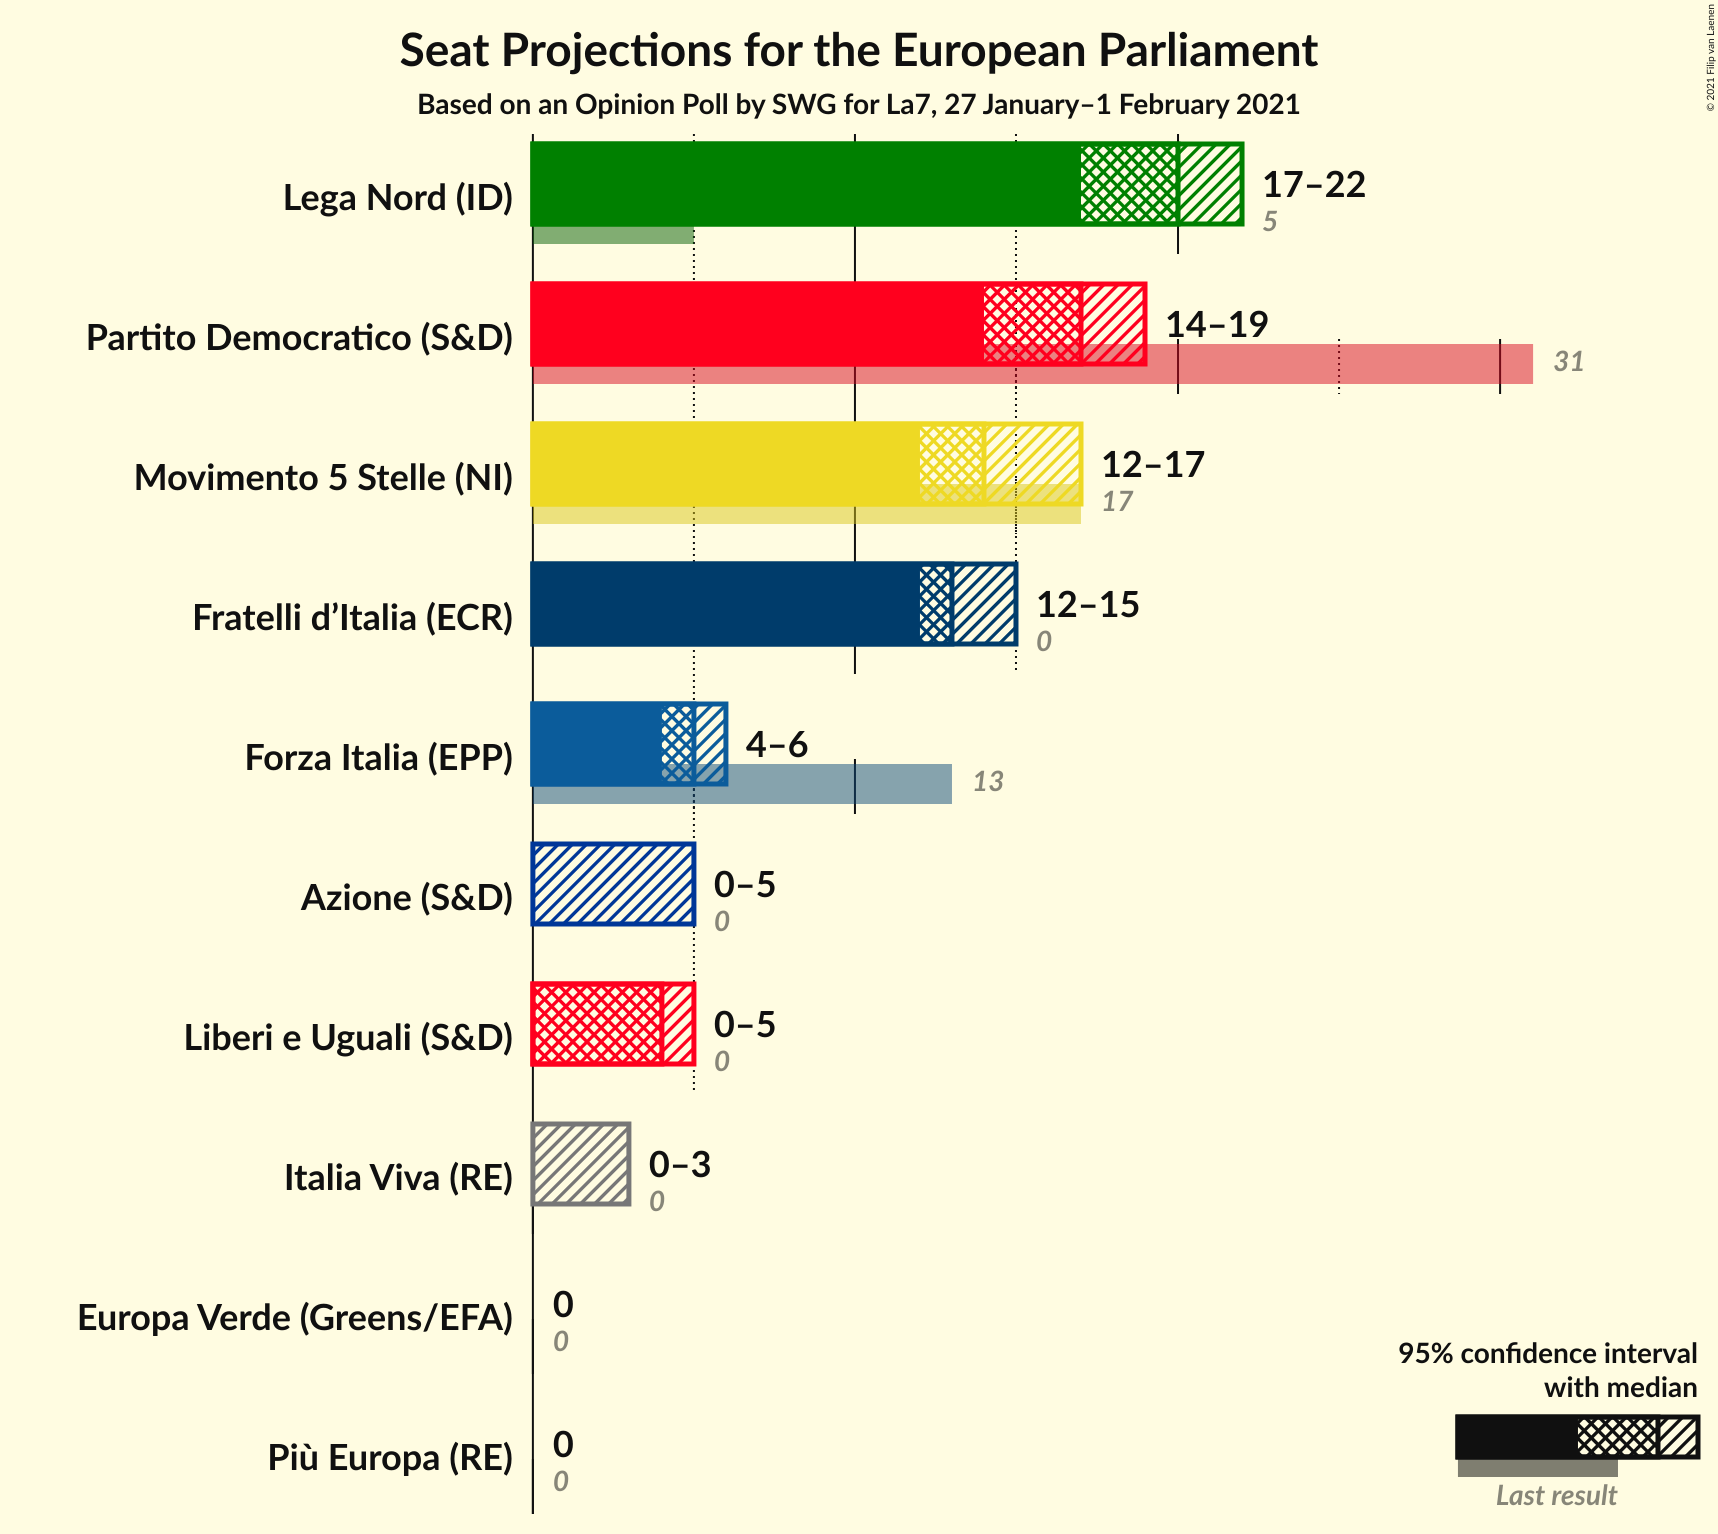 Seat Projections for the European Parliament
Based on an Opinion Poll by SWG for La7, 27 January–1 February 2021
© 2021 Filip van Laenen
Lega Nord (ID)
17–22
5
Partito Democratico (S&D)
14–19
31
Movimento 5 Stelle (NI)
12–17
17
Fratelli d’Italia (ECR)
12–15
0
Forza Italia (EPP)
4–6
13
Azione (S&D)
0–5
0
Liberi e Uguali (S&D)
0–5
0
Italia Viva (RE)
0–3
0
Europa Verde (Greens/EFA)
0
0
Più Europa (RE)
0
0
95% confidence interval
with median
Last result